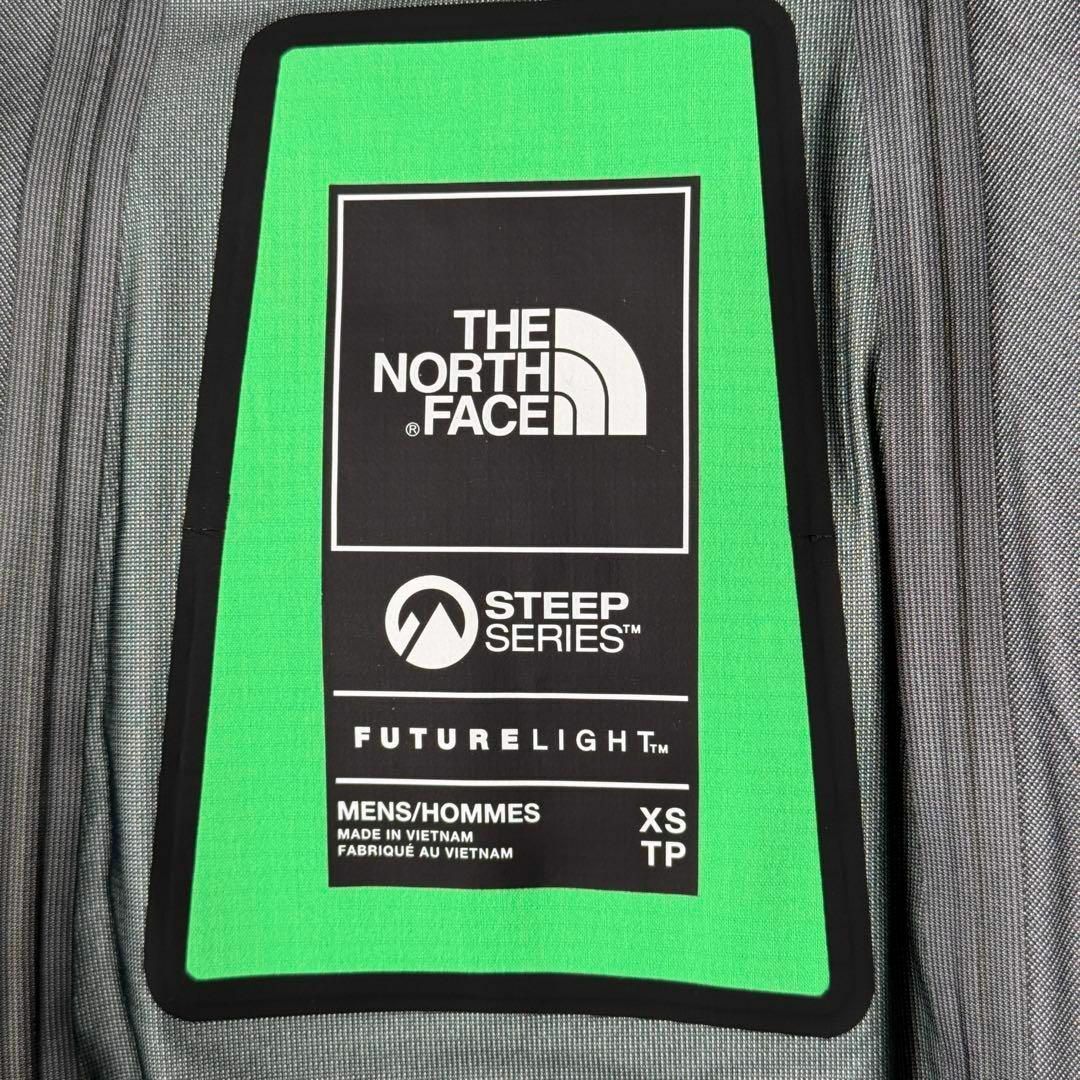 THE
NORTH
® FACE
STEEP
SERIES™
FUTURELIGHT™
MENS/HOMMES
MADE IN VIETNAM
FABRIQUÉ AU VIETNAM
XS
TP